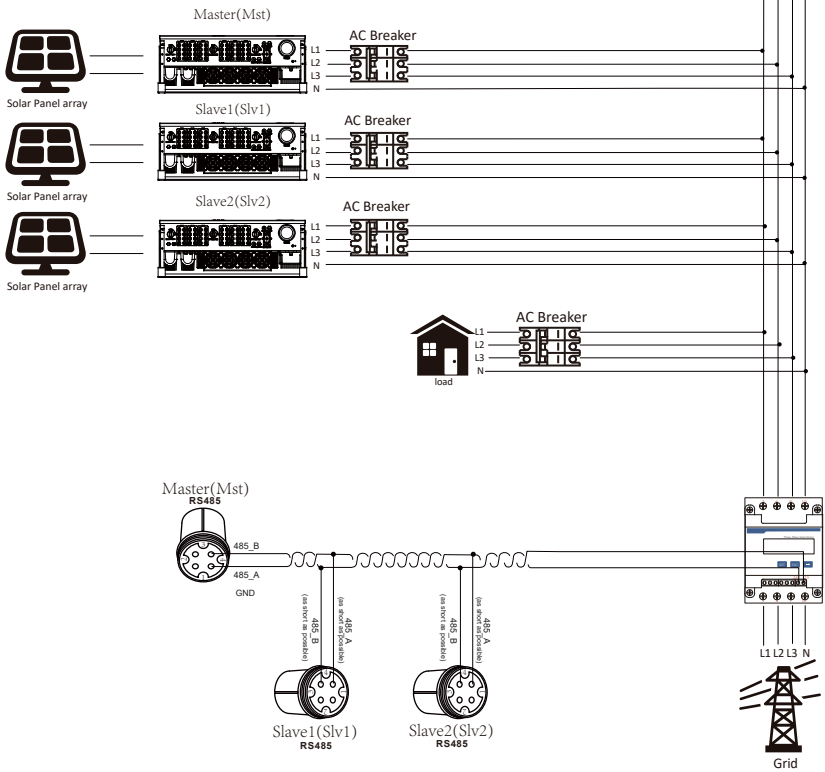 Master(Mst)
AC Breaker
L1
L2
L3
N
Solar Panel array
Slave1(Slv1)
AC Breaker
L1
L2
L3
N
Solar Panel array
Slave2(Slv2)
AC Breaker
L1
L2
L3
N
Solar Panel array
AC Breaker
L1
L2
L3
N
load
Master(Mst)
RS485
485_B
485_A
GND
485_B
(as short as possible)
485_A
(as short as possible)
485_B
(as short as possible)
485_A
(as short as possible)
Slave1(Slv1)
RS485
Slave2(Slv2)
RS485
L1 L2 L3 N
Grid